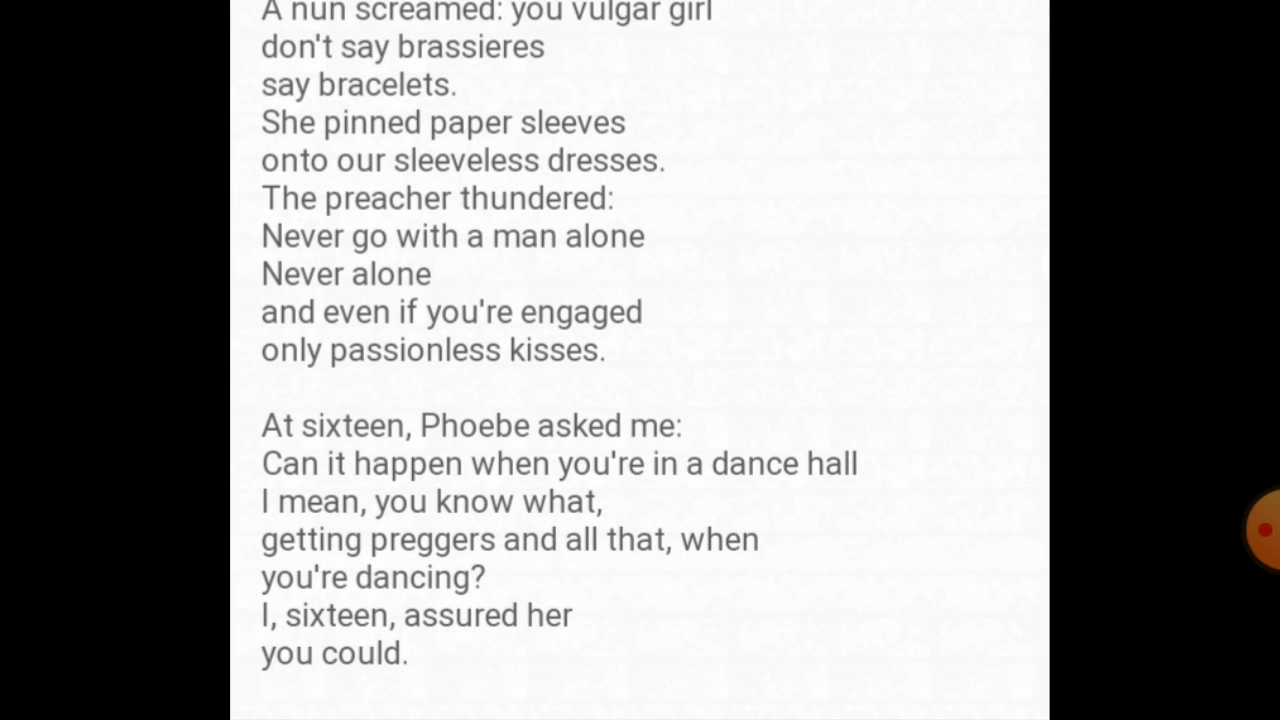 A nun screamed: you vulgar girl
don't say brassieres
say bracelets.
She pinned paper sleeves
onto our sleeveless dresses.
The preacher thundered:
Never go with a man alone
Never alone
and even if you're engaged
only passionless kisses.
At sixteen, Phoebe asked me:
Can it happen when you're in a dance hall
I mean, you know what,
getting preggers and all that, when
you're dancing?
I, sixteen, assured her
you could.